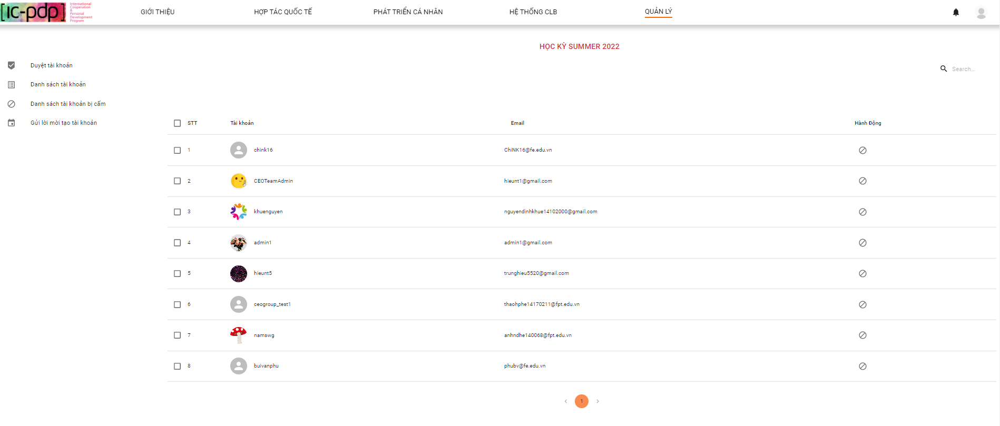 [ic-pdp]
International
Cooperation
&
Personal
Development
Program
GIỚI THIỆU
HỢP TÁC QUỐC TẾ
PHÁT TRIỂN CÁ NHÂN
HỆ THỐNG CLB
QUẢN LÝ
HỌC KỲ SUMMER 2022
Duyệt tài khoản
Danh sách tài khoản
Danh sách tài khoản bị cấm
Gửi lời mời tạo tài khoản
Search...
STT Tài khoản Email Hành Động
1 chink16 ChiNK16@fe.edu.vn
2 CEOTeamAdmin hieunt1@gmail.com
3 khuenguyen nguyendinhkhue14102000@gmail.com
4 admin1 admin1@gmail.com
5 hieunt5 trunghieu5520@gmail.com
6 ceogroup_test1 thaohphe14170211@fpt.edu.vn
7 namswg anhndhe140068@fpt.edu.vn
8 buivanphu phubv@fe.edu.vn
1